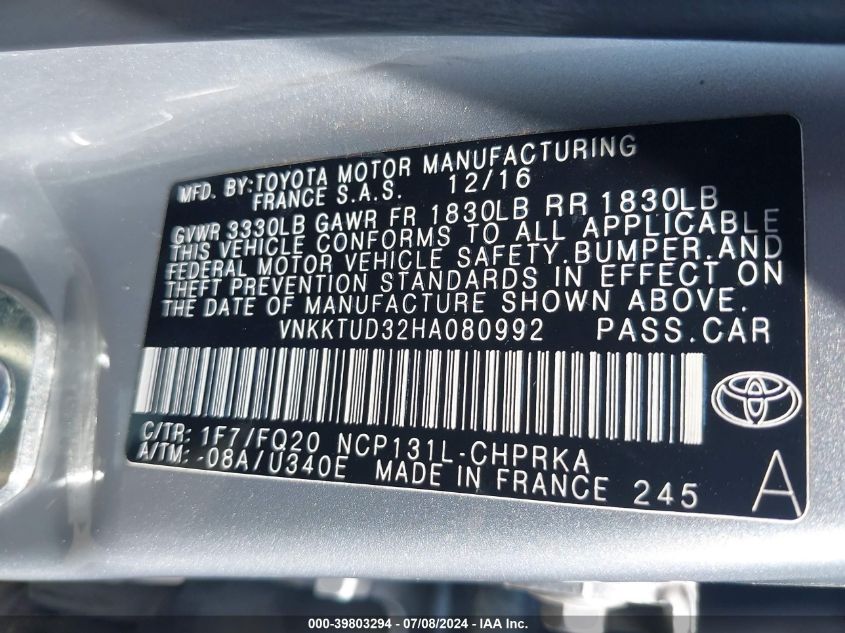 MFD. BY:TOYOTA MOTOR MANUFACTURING
FRANCE S.A.S. 12/16
GVWR 3330LB GAWR FR 1830LB RR 1830LB
THIS VEHICLE CONFORMS TO ALL APPLICABLE
FEDERAL MOTOR VEHICLE SAFETY.BUMPER.AND
THEFT PREVENTION STANDARDS IN EFFECT ON
THE DATE OF MANUFACTURE SHOWN ABOVE.
VNKKTUD32HA080992 PASS.CAR
C/TR: 1F7/FQ20 NCP131L-CHPRKA
A/TM: -08A/U340E MADE IN FRANCE 245
A
000-39803294 - 07/08/2024 - IAA Inc.